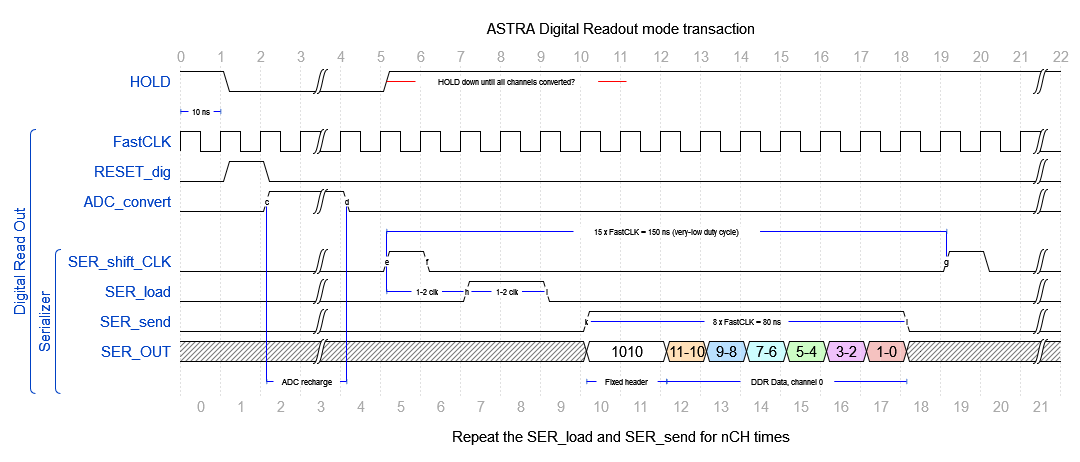 ASTRA Digital Readout mode transaction
0 1 2 3 4 5 6 7 8 9 10 11 12 13 14 15 16 17 18 19 20 21 22
HOLD
HOLD down until all channels converted?
10 ns
FastCLK
RESET_dig
ADC_convert
c
d
15 x FastCLK = 150 ns (very-low duty cycle)
SER_shift_CLK
e
f
g
SER_load
1-2 clk
h
1-2 clk
i
SER_send
k
8 x FastCLK = 80 ns
l
SER_OUT
1010
11-10
9-8
7-6
5-4
3-2
1-0
ADC recharge
Fixed header
DDR Data, channel 0
Digital Read Out
Serializer
0 1 2 3 4 5 6 7 8 9 10 11 12 13 14 15 16 17 18 19 20 21
Repeat the SER_load and SER_send for nCH times